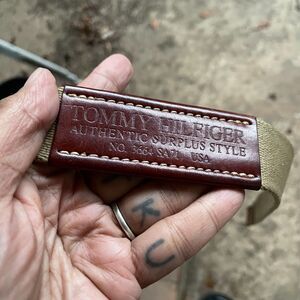 TOMMY HILFIGER
AUTHENTIC SURPLUS STYLE
NO. USA
K U